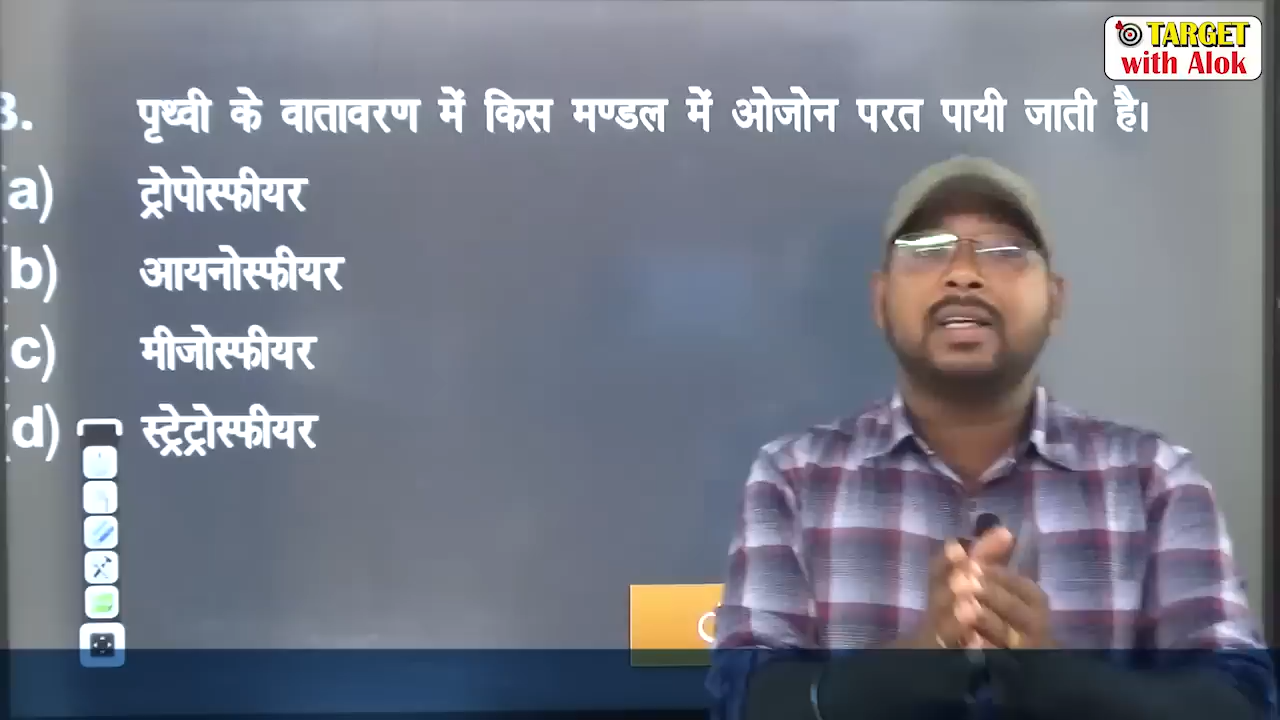 TARGET
with Alok
3. पृथ्वी के वातावरण में किस मण्डल में ओजोन परत पायी जाती है।
(a) ट्रोपोस्फीयर
(b) आयनोस्फीयर
(c) मीजोस्फीयर
(d) स्ट्रेट्रोस्फीयर